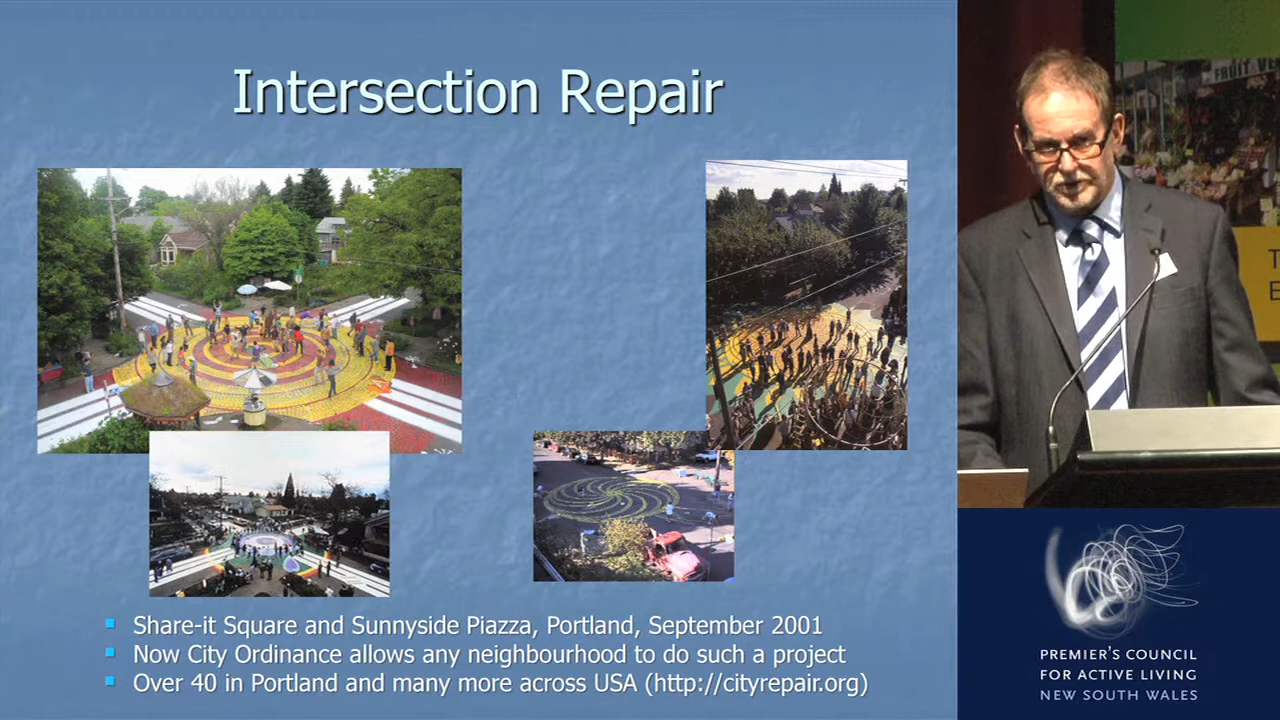 Intersection Repair
Share-it Square and Sunnyside Piazza, Portland, September 2001
Now City Ordinance allows any neighbourhood to do such a project
Over 40 in Portland and many more across USA (http://cityrepair.org)
FRUIT
PREMIER'S COUNCIL
FOR ACTIVE LIVING
NEW SOUTH WALES